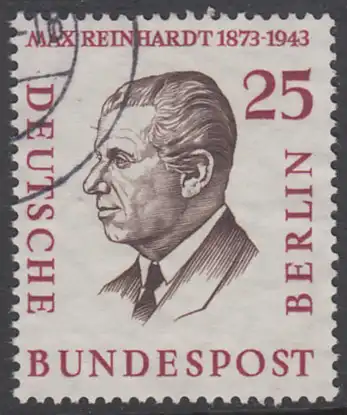 MAX REINHARDT 1873-1943
25
DEUTSCHE
BERLIN
BUNDESPOST